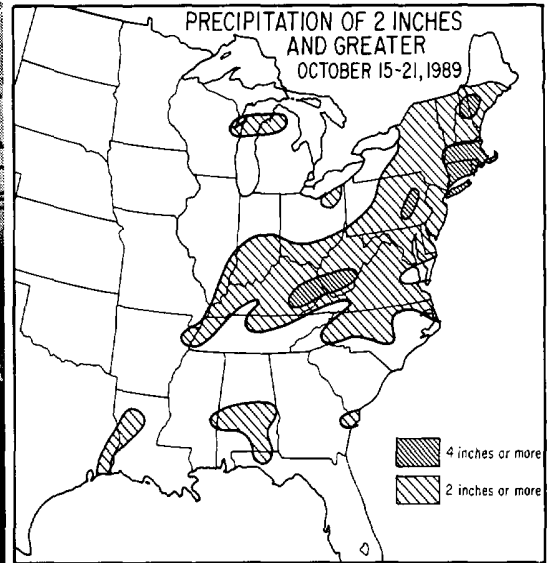 PRECIPITATION OF 2 INCHES
AND GREATER
OCTOBER 15-21, 1989
4 inches or more
2 inches or more